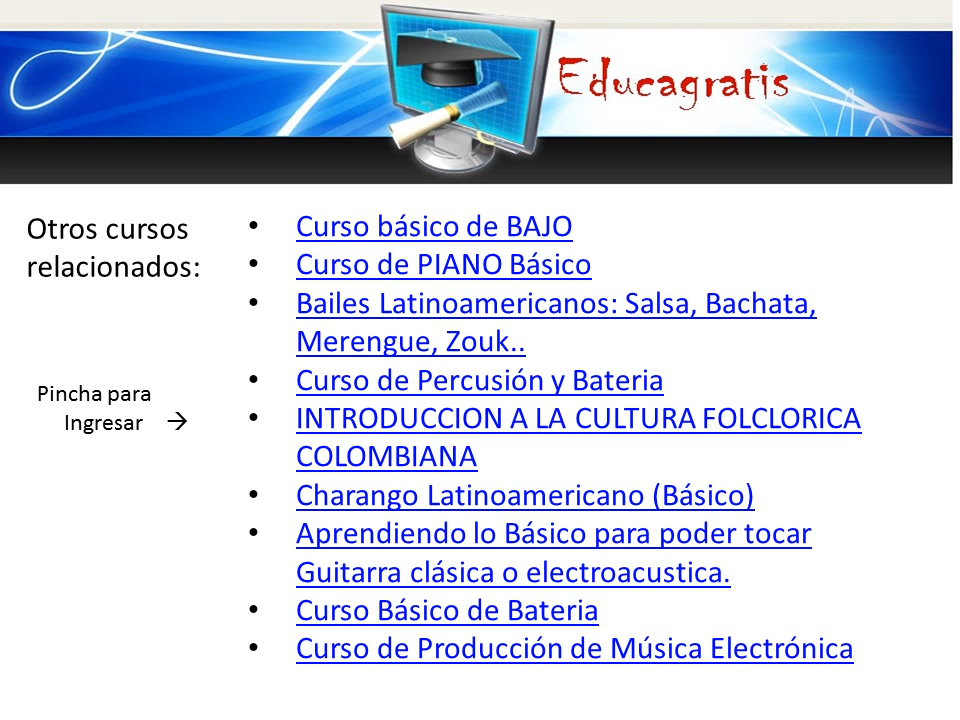 Educagratis
Otros cursos
relacionados:
Pincha para
Ingresar →
• Curso básico de BAJO
• Curso de PIANO Básico
• Bailes Latinoamericanos: Salsa, Bachata,
Merengue, Zouk..
• Curso de Percusión y Bateria
• INTRODUCCION A LA CULTURA FOLCLORICA
COLOMBIANA
• Charango Latinoamericano (Básico)
• Aprendiendo lo Básico para poder tocar
Guitarra clásica o electroacustica.
• Curso Básico de Bateria
• Curso de Producción de Música Electrónica